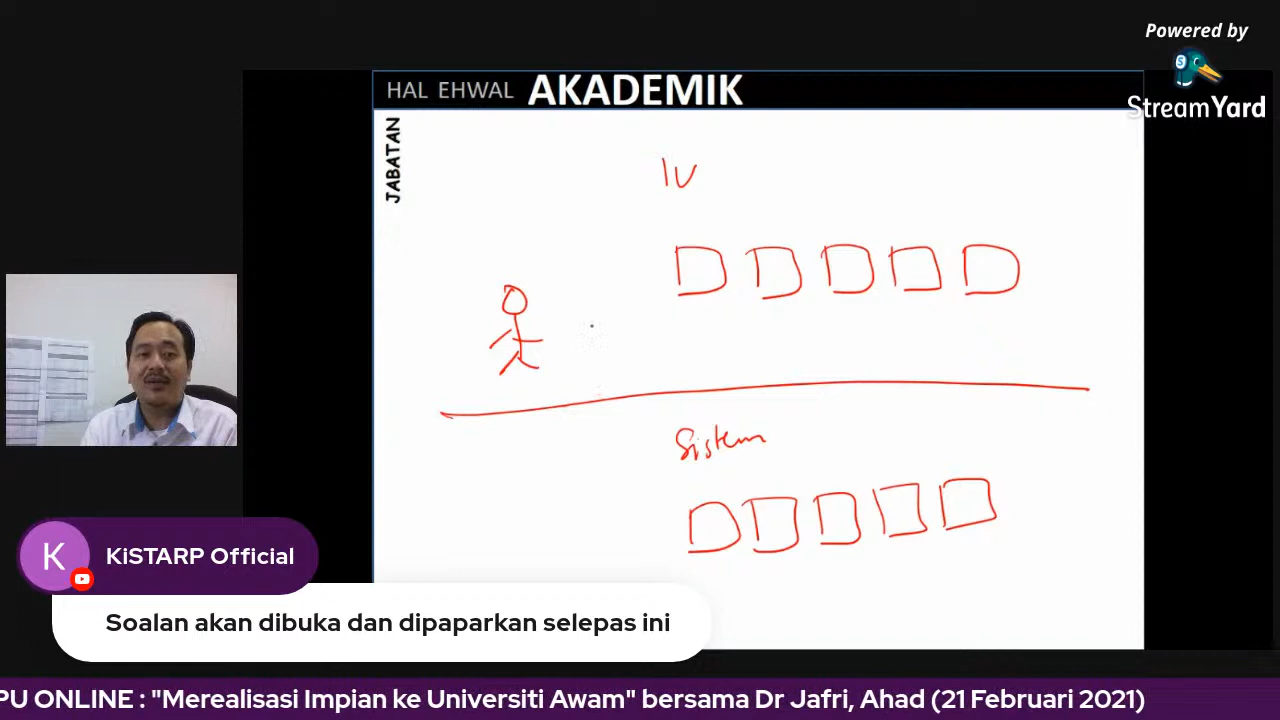 Powered by
StreamYard
HAL EHWAL AKADEMIK
JABATAN
IV
Sistem
K
KiSTARP Official
Soalan akan dibuka dan dipaparkan selepas ini
PU ONLINE : "Merealisasi Impian ke Universiti Awam" bersama Dr Jafri, Ahad (21 Februari 2021)